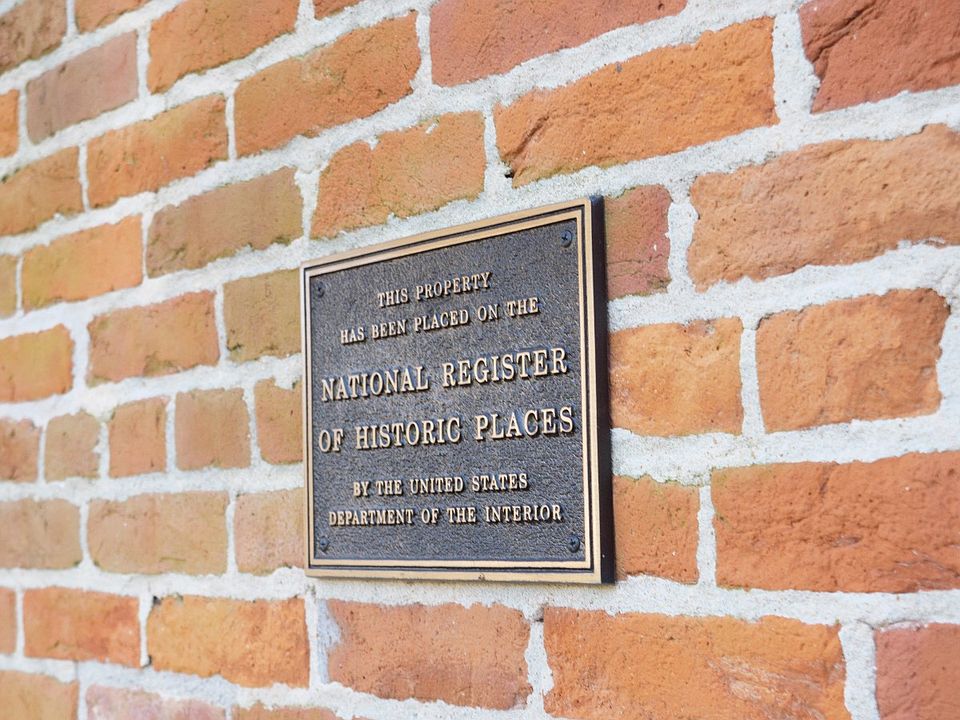 THIS PROPERTY
HAS BEEN PLACED ON THE
NATIONAL REGISTER
OF HISTORIC PLACES
BY THE UNITED STATES
DEPARTMENT OF THE INTERIOR